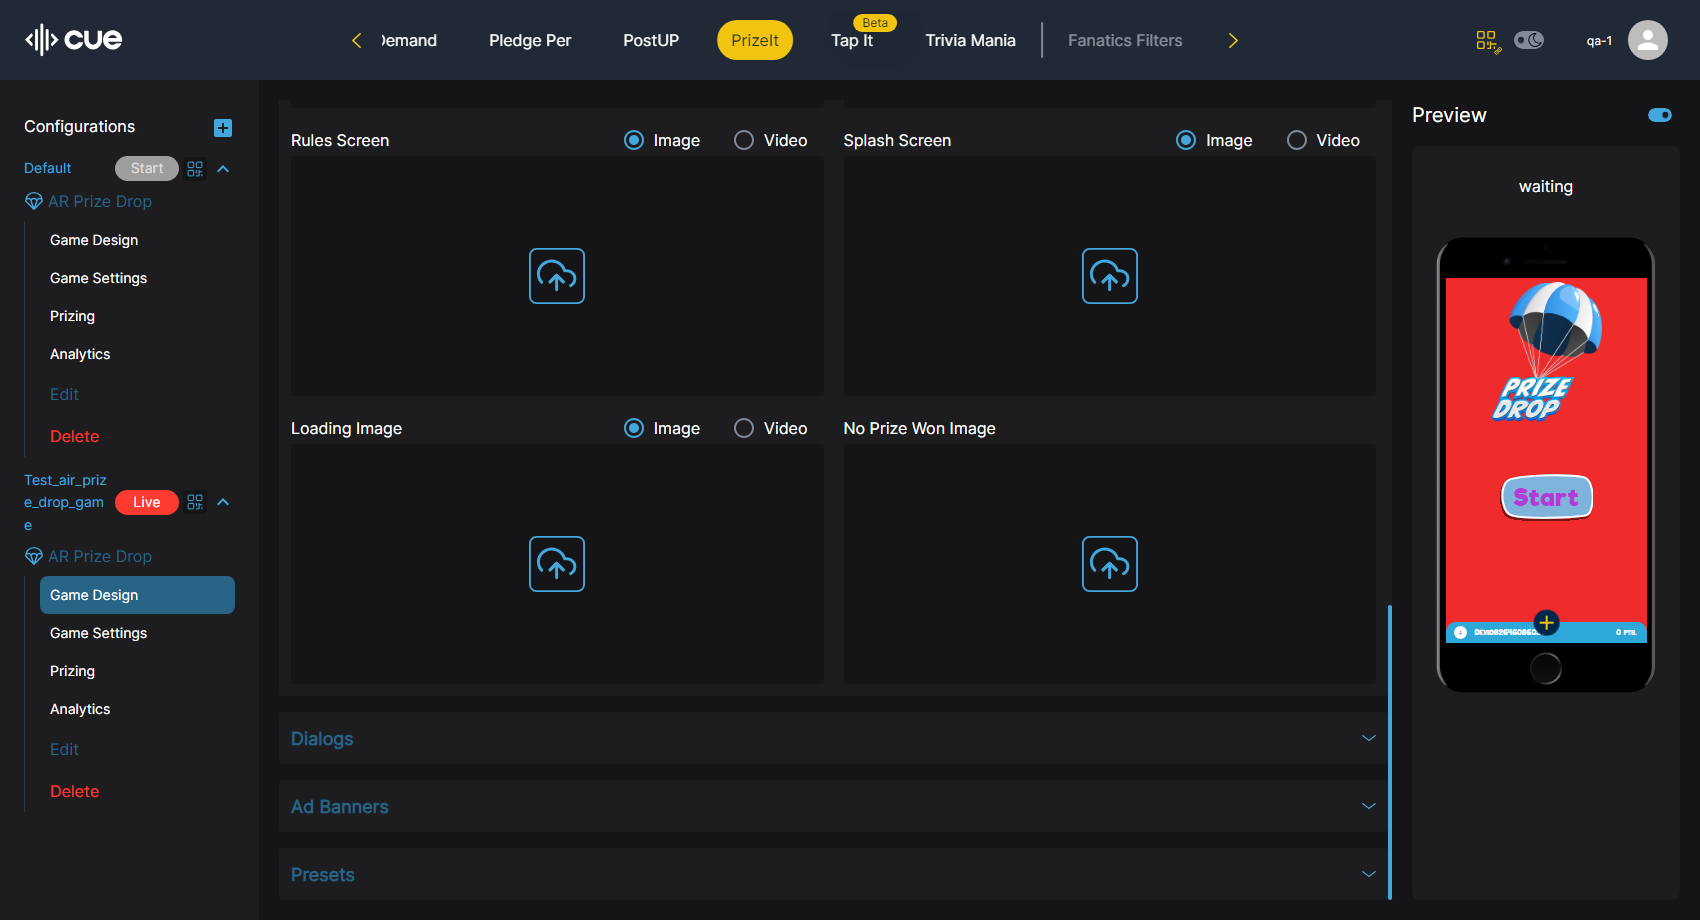 cue
Demand
Pledge Per
PostUP
PrizeIt
Beta
Tap It
Trivia Mania
Fanatics Filters
qa-1
Configurations
Default
Start
AR Prize Drop
Game Design
Game Settings
Prizing
Analytics
Edit
Delete
Test_air_priz
e_drop_gam
e
Live
AR Prize Drop
Game Design
Game Settings
Prizing
Analytics
Edit
Delete
Rules Screen
Image
Video
Splash Screen
Image
Video
Loading Image
Image
Video
No Prize Won Image
Dialogs
Ad Banners
Presets
Preview
waiting
PRIZE
DROP
Start
0 PTS.